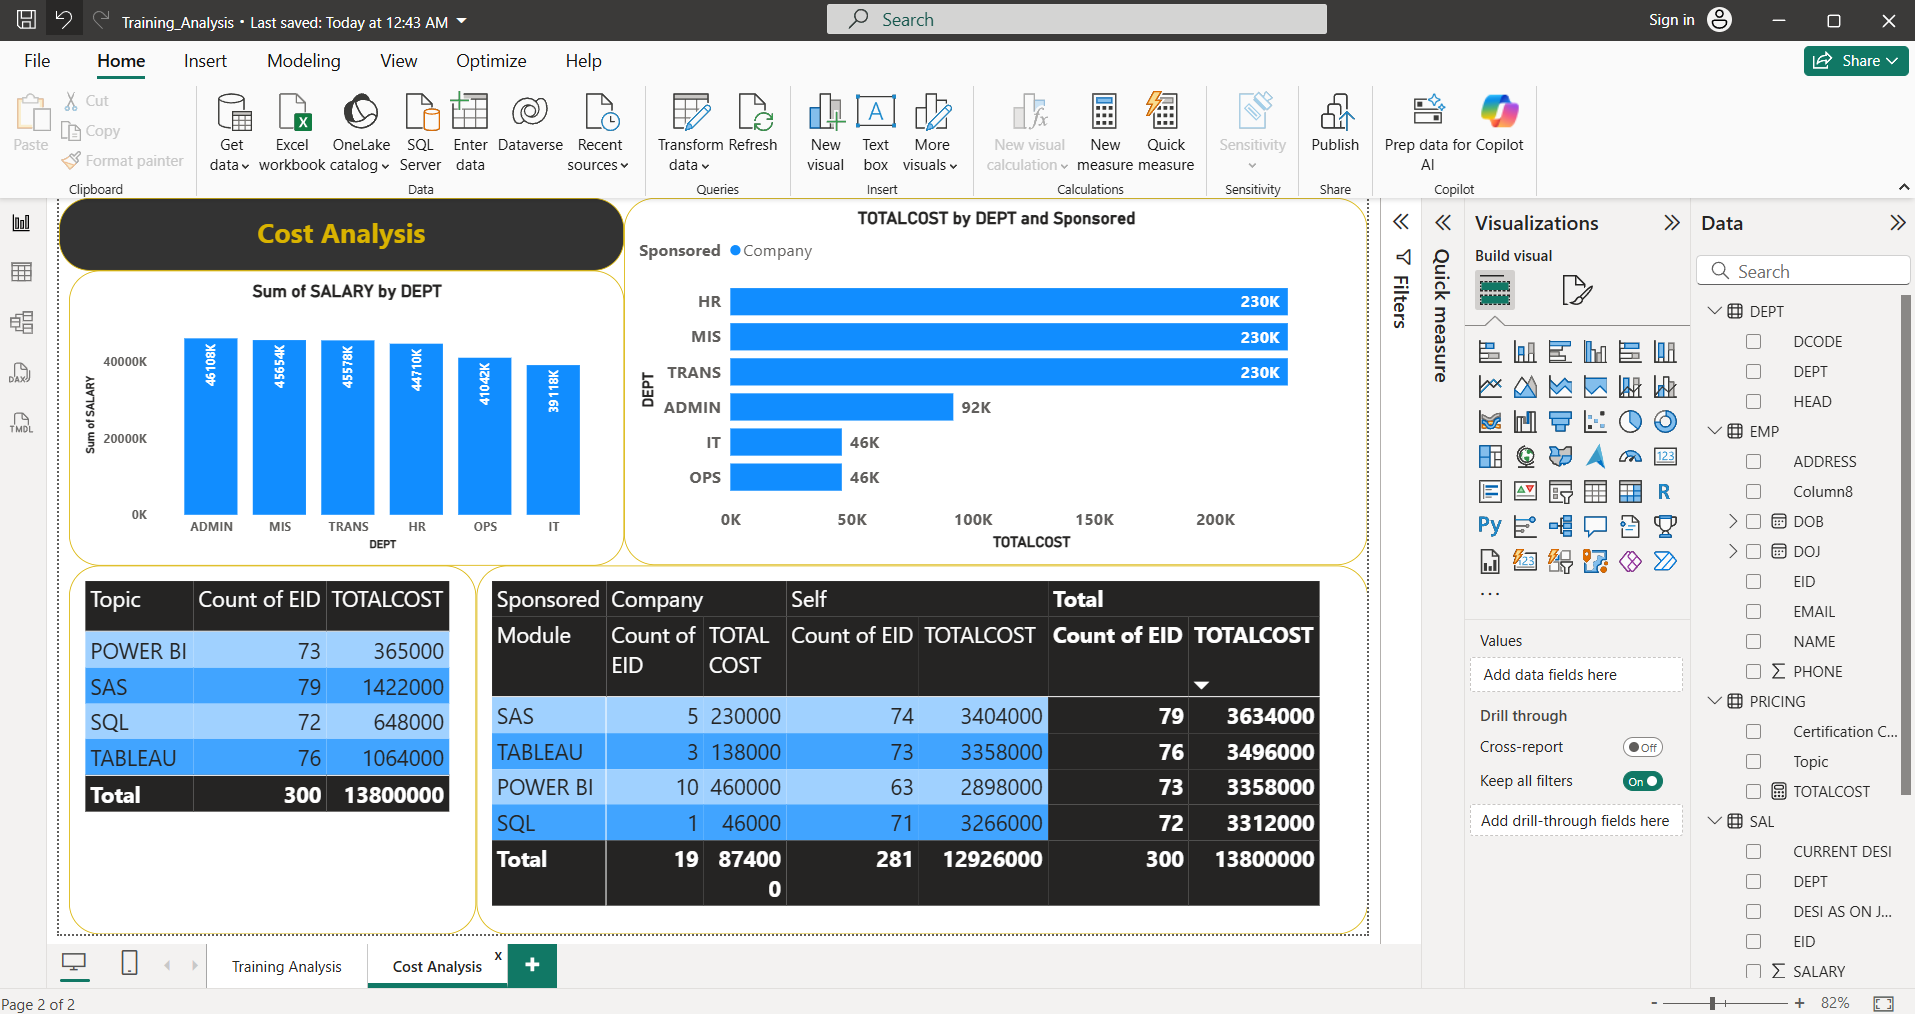 Training_Analysis • Last saved: Today at 12:43 AM
Search
Sign in
File Home Insert Modeling View Optimize Help
Share
Paste
Cut
Copy
Format painter
Clipboard
Get data
Excel workbook
OneLake catalog
SQL Server
Enter data
Dataverse
Recent sources
Data
Transform data
Refresh
Queries
New visual
Text box
More visuals
Insert
New visual calculation
New measure
Quick measure
Calculations
Sensitivity
Sensitivity
Publish
Share
Prep data for AI
Copilot
Copilot
DAX
TMDL
Cost Analysis
Sum of SALARY by DEPT
Sum of SALARY
40000K
20000K
0K
46108K 45654K 45578K 44710K 41042K 39118K
ADMIN MIS TRANS HR OPS IT
DEPT
TOTALCOST by DEPT and Sponsored
Sponsored Company
DEPT
HR 230K
MIS 230K
TRANS 230K
ADMIN 92K
IT 46K
OPS 46K
0K 50K 100K 150K 200K
TOTALCOST
Topic Count of EID TOTALCOST
POWER BI 73 365000
SAS 79 1422000
SQL 72 648000
TABLEAU 76 1064000
Total 300 13800000
Sponsored Company Self Total
Module Count of EID TOTAL COST Count of EID TOTALCOST Count of EID TOTALCOST
SAS 5 230000 74 3404000 79 3634000
TABLEAU 3 138000 73 3358000 76 3496000
POWER BI 10 460000 63 2898000 73 3358000
SQL 1 46000 71 3266000 72 3312000
Total 19 87400 281 12926000 300 13800000
0
Filters
Quick measure
Visualizations
Build visual
123
R
Py
123
...
Values
Add data fields here
Drill through
Cross-report Off
Keep all filters On
Add drill-through fields here
Data
Search
DEPT
DCODE
DEPT
HEAD
EMP
ADDRESS
Column8
DOB
DOJ
EID
EMAIL
NAME
PHONE
PRICING
Certification C...
Topic
TOTALCOST
SAL
CURRENT DESI
DEPT
DESI AS ON J...
EID
SALARY
Training Analysis
Cost Analysis x
+
Page 2 of 2
- + 82%